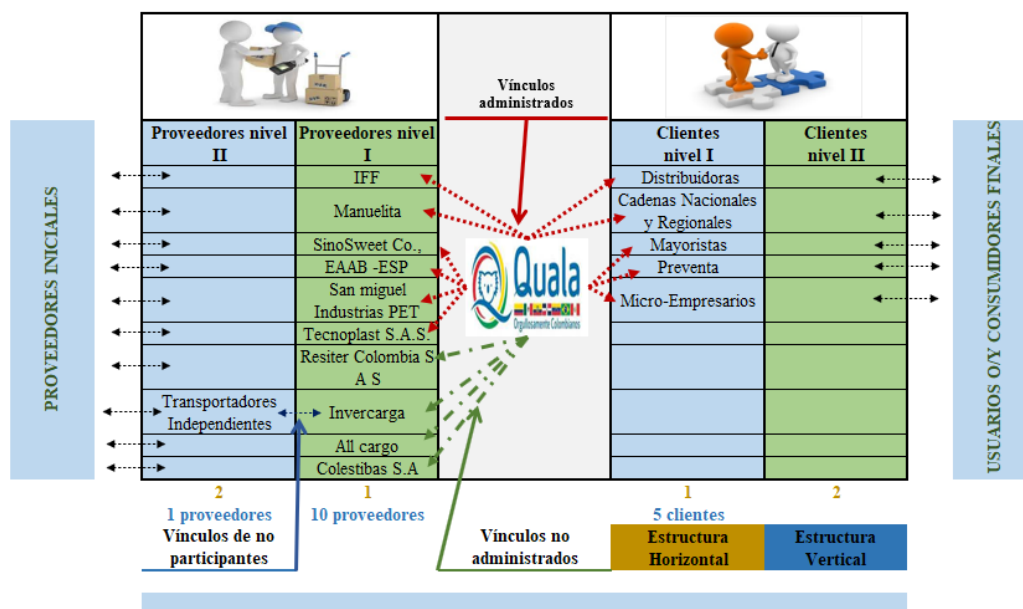 Vínculos
administrados
Proveedores nivel
II
Proveedores nivel
I
Clientes
nivel I
Clientes
nivel II
PROVEEDORES INICIALES
USUARIOS O/Y CONSUMIDORES FINALES
IFF
Distribuidoras
Manuelita
Cadenas Nacionales
y Regionales
SinoSweet Co.,
Mayoristas
EAAB -ESP
Preventa
San miguel
Industrias PET
Micro-Empresarios
Quala
Orgullosamente Colombianos
Tecnoplast S.A.S.
Resiter Colombia S
A S
Transportadores
Independientes
Invercarga
All cargo
Colestibas S.A
2
1
1
2
1 proveedores
10 proveedores
5 clientes
Vínculos de no
participantes
Vínculos no
administrados
Estructura
Horizontal
Estructura
Vertical